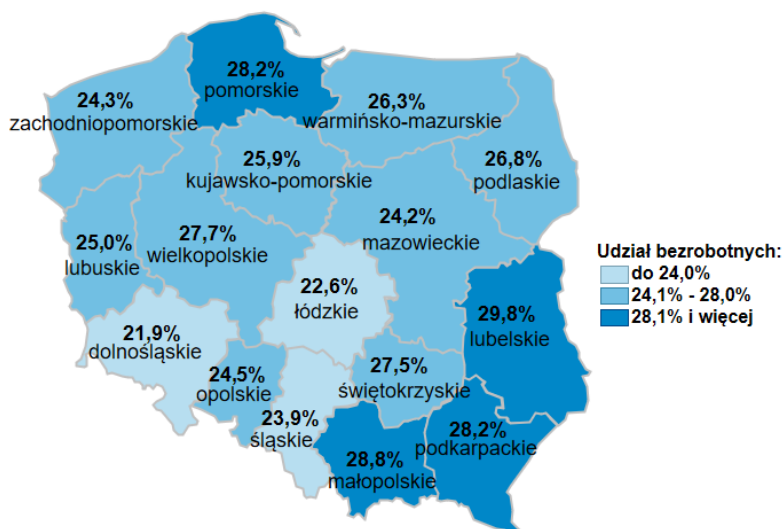 28,2%
pomorskie
24,3%
zachodniopomorskie
26,3%
warmińsko-mazurskie
25,9%
kujawsko-pomorskie
26,8%
podlaskie
24,2%
mazowieckie
27,7%
wielkopolskie
25,0%
lubuskie
Udział bezrobotnych:
do 24,0%
24,1% - 28,0%
28,1% i więcej
22,6%
łódzkie
29,8%
lubelskie
21,9%
dolnośląskie
27,5%
świętokrzyskie
24,5%
opolskie
23,9%
śląskie
28,2%
podkarpackie
28,8%
małopolskie